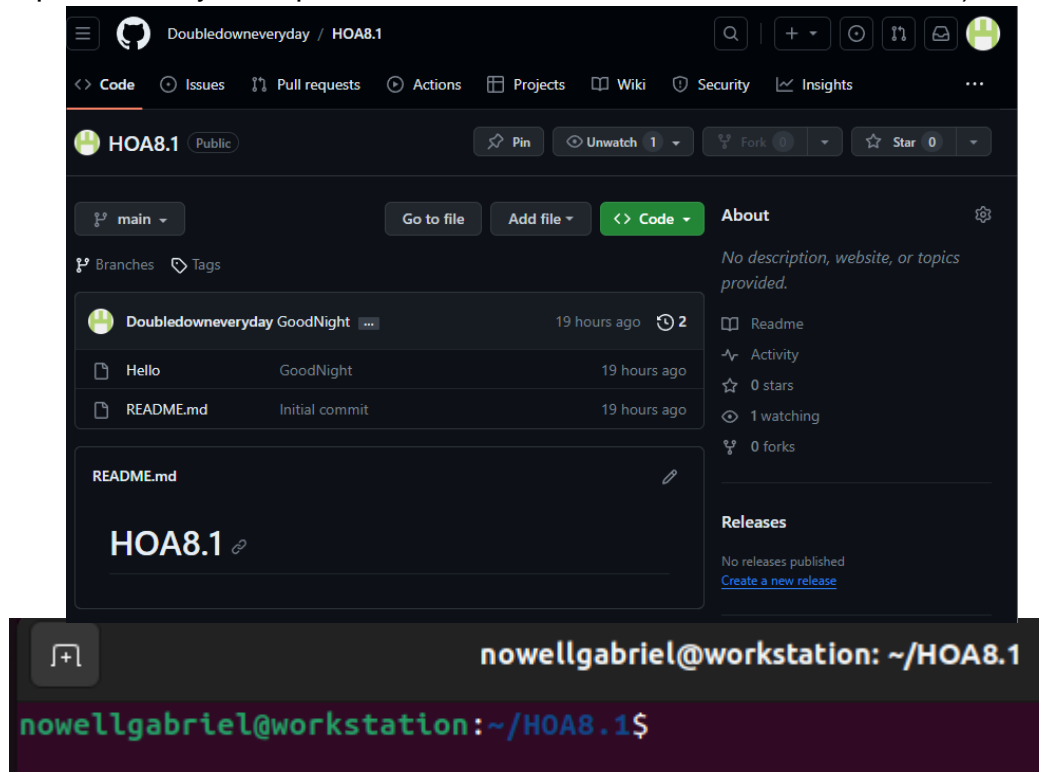 Doubledowneveryday / HOA8.1
Code Issues Pull requests Actions Projects Wiki Security Insights ...
HOA8.1 Public Pin Unwatch 1 Fork 0 Star 0
main Go to file Add file Code
Branches Tags
Doubledowneveryday GoodNight ... 19 hours ago 2
Hello GoodNight 19 hours ago
README.md Initial commit 19 hours ago
README.md
HOA8.1
About
No description, website, or topics
provided.
Readme
Activity
0 stars
1 watching
0 forks
Releases
No releases published
Create a new release
nowellgabriel@workstation: ~/HOA8.1
nowellgabriel@workstation:~/HOA8.1$